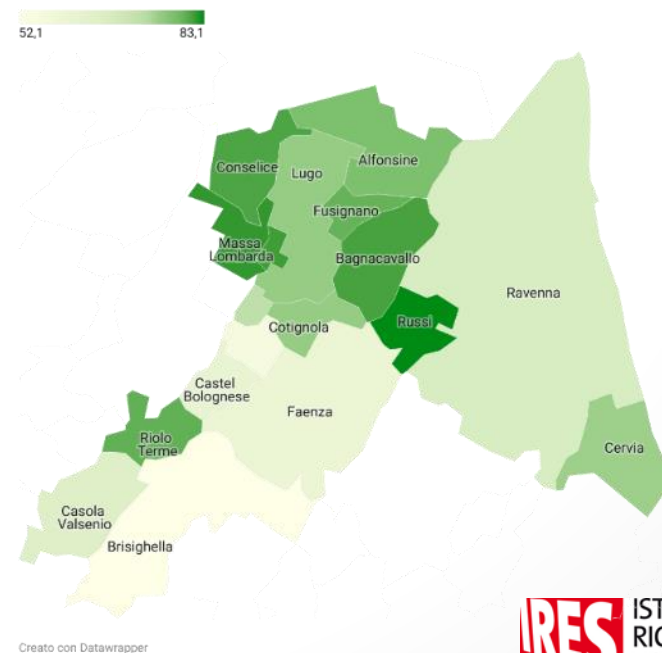 52,1 83,1
Conselice
Lugo
Alfonsine
Fusignano
Massa
Lombarda
Bagnacavallo
Ravenna
Cotignola
Russi
Castel
Bolognese
Faenza
Riolo
Terme
Cervia
Casola
Valsenio
Brisighella
IRES
IST
RIC
Creato con Datawrapper